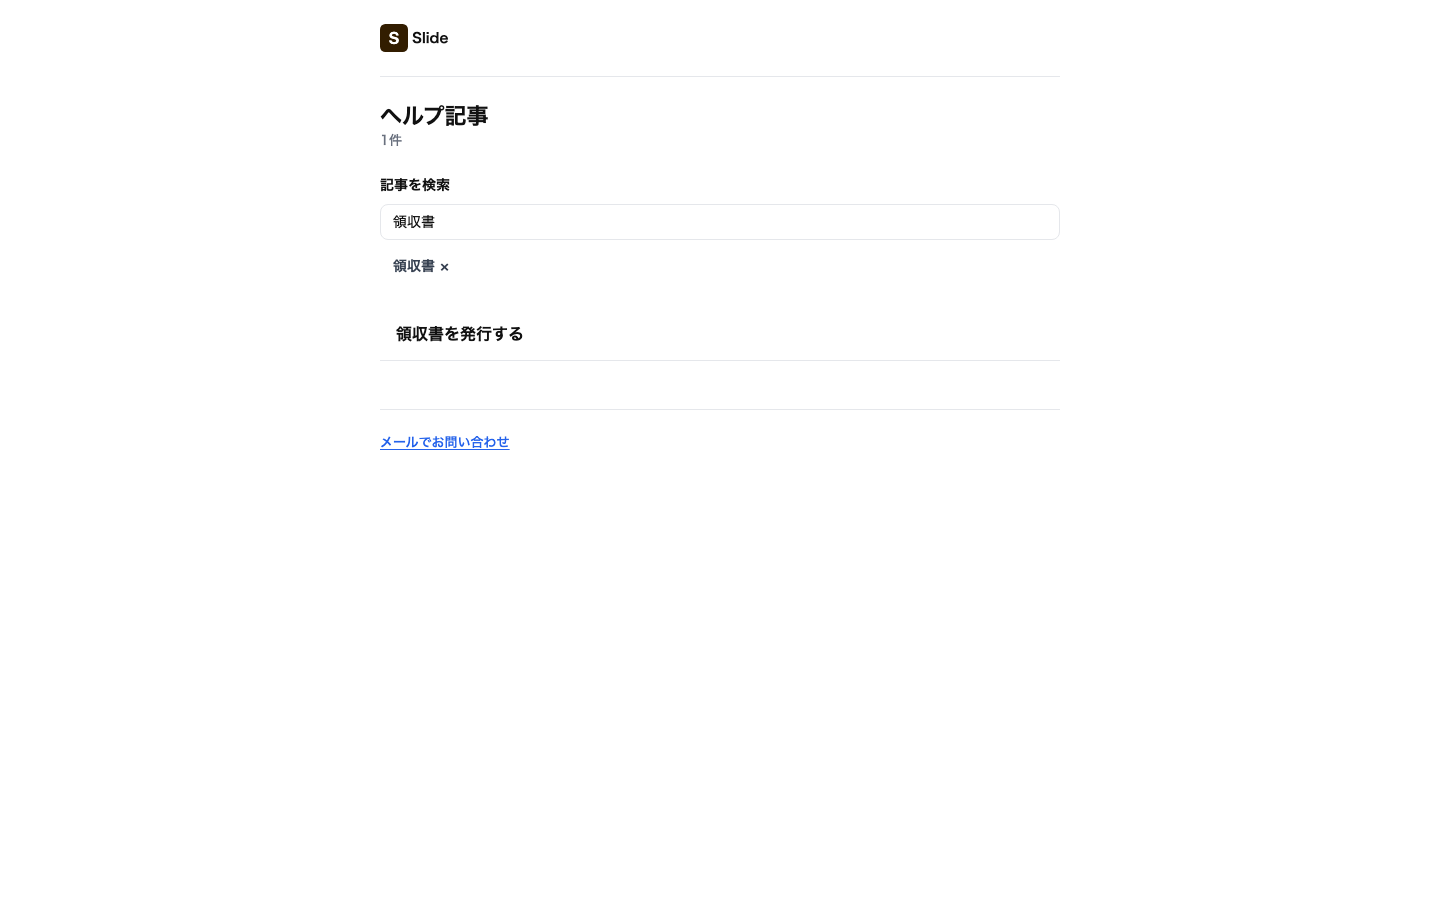 S Slide
ヘルプ記事
1件
記事を検索
領収書
領収書 ×
領収書を発行する
メールでお問い合わせ